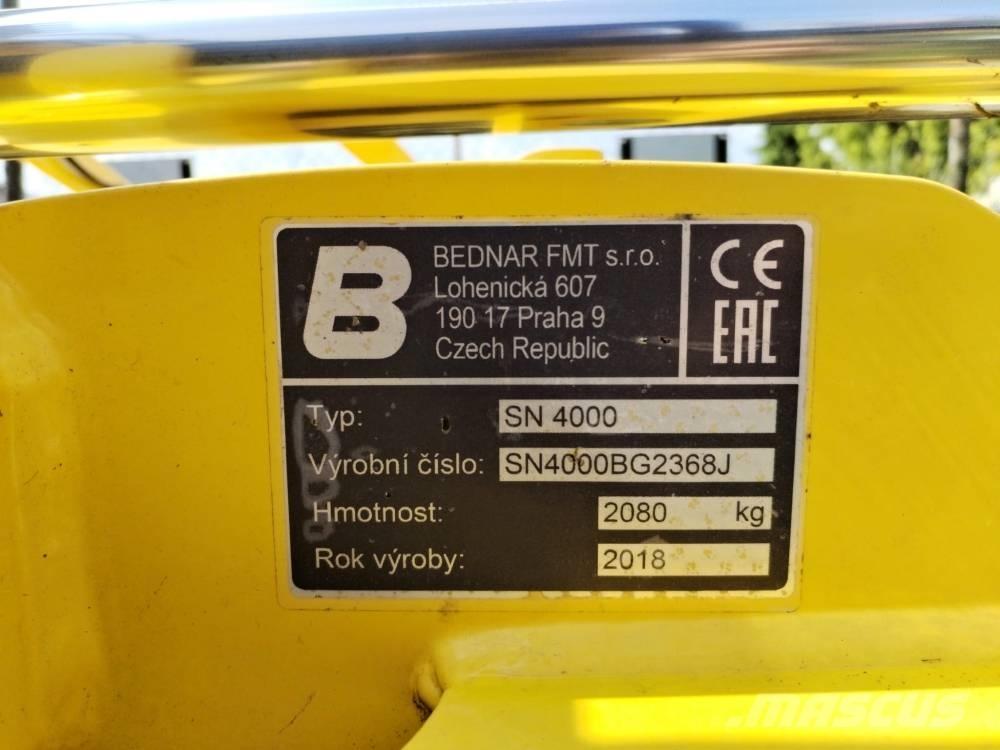 B
BEDNAR FMT s.r.o.
Lohenická 607
190 17 Praha 9
Czech Republic
CE
EAC
Typ: SN 4000
Výrobní číslo: SN4000BG2368J
Hmotnost: 2080 kg
Rok výroby: 2018
MASCUS